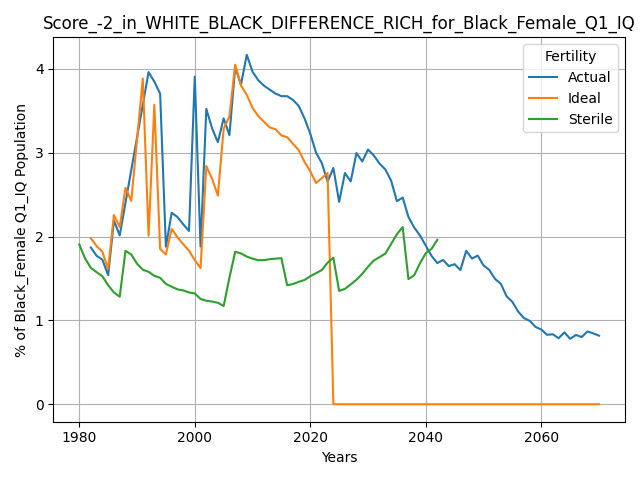 Score_-2_in_WHITE_BLACK_DIFFERENCE_RICH_for_Black_Female_Q1_IQ
Fertility
Actual
Ideal
Sterile
% of Black_Female Q1_IQ Population
4
3
2
1
0
1980
2000
2020
2040
2060
Years